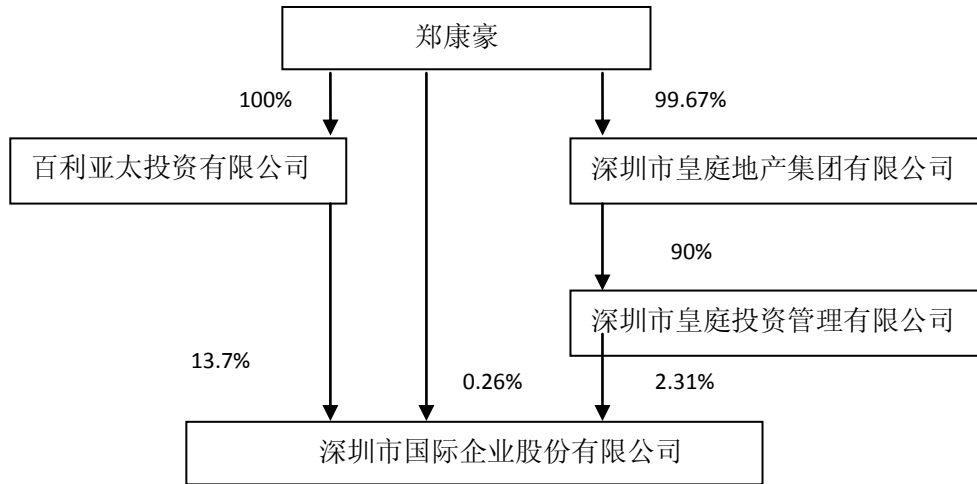 郑康豪
100%
99.67%
百利亚太投资有限公司
深圳市皇庭地产集团有限公司
90%
深圳市皇庭投资管理有限公司
13.7%
0.26%
2.31%
深圳市国际企业股份有限公司